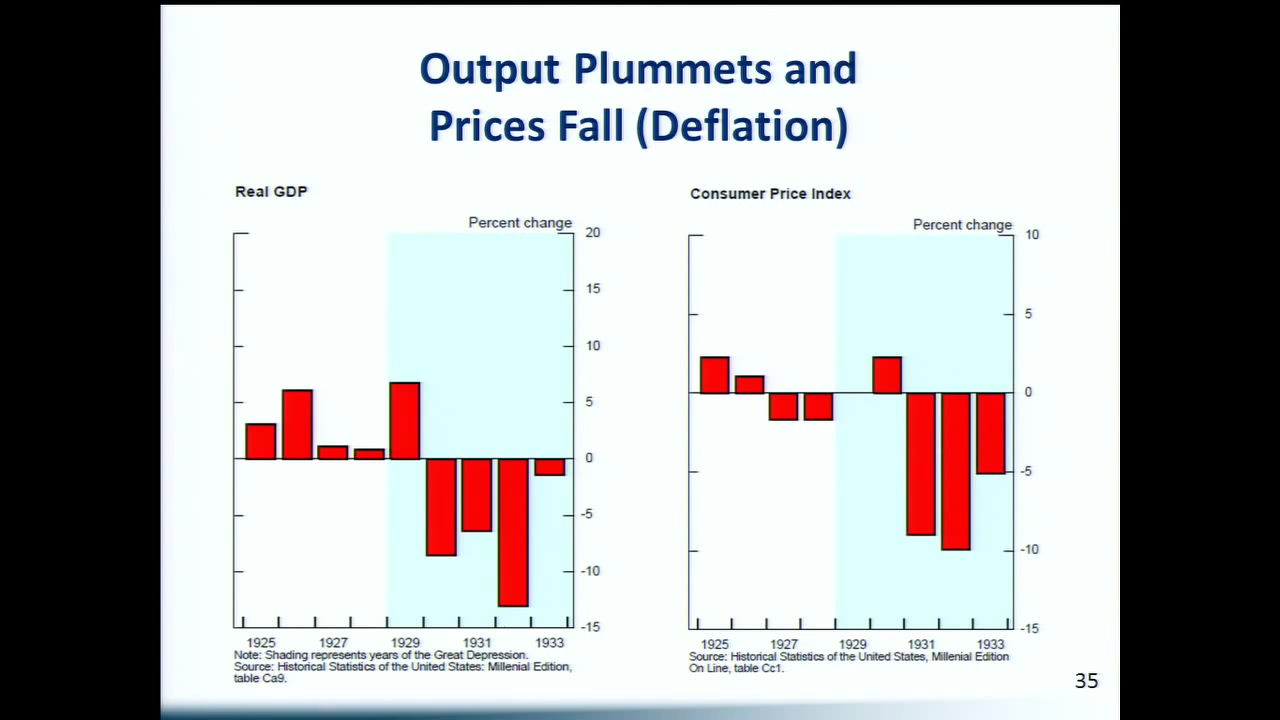 Output Plummets and
Prices Fall (Deflation)
Real GDP
Percent change
20
15
10
5
0
-5
-10
-15
1925 1927 1929 1931 1933
Note: Shading represents years of the Great Depression.
Source: Historical Statistics of the United States: Millenial Edition,
table Ca9.
Consumer Price Index
Percent change
10
5
0
-5
-10
-15
1925 1927 1929 1931 1933
Source: Historical Statistics of the United States, Millenial Edition
On Line, table Cc1.
35